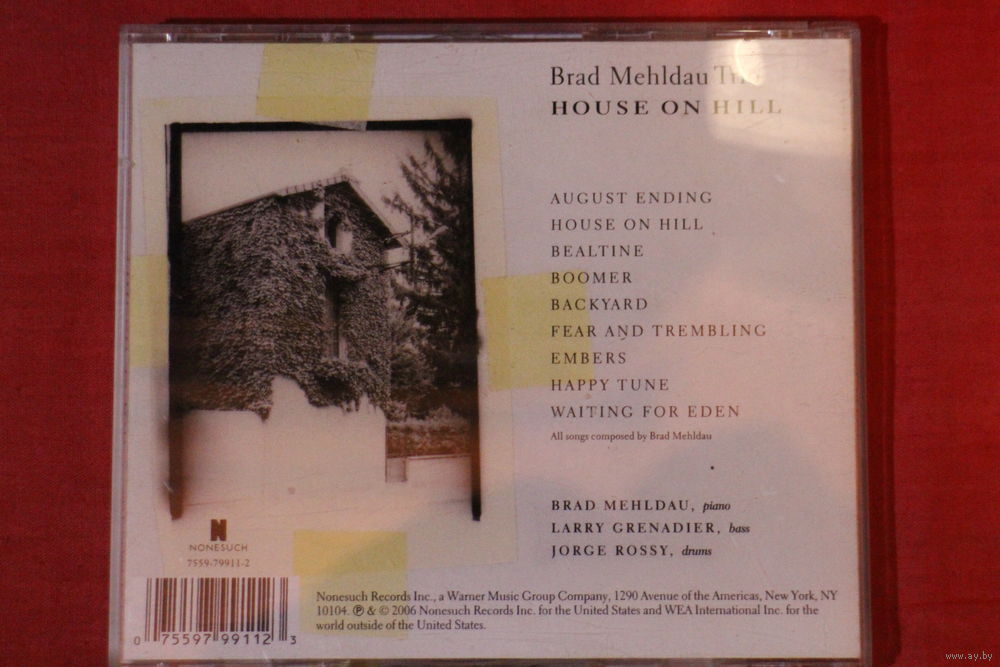 Brad Mehldau Trio
HOUSE ON HILL
AUGUST ENDING
HOUSE ON HILL
BEALTINE
BOOMER
BACKYARD
FEAR AND TREMBLING
EMBERS
HAPPY TUNE
WAITING FOR EDEN
All songs composed by Brad Mehldau
BRAD MEHLDAU, piano
LARRY GRENADIER, bass
JORGE ROSSY, drums
N
NONESUCH
7559-79911-2
0 75597 99112 3
Nonesuch Records Inc., a Warner Music Group Company, 1290 Avenue of the Americas, New York, NY
10104. ℗ & © 2006 Nonesuch Records Inc. for the United States and WEA International Inc. for the
world outside of the United States.
www.ay.by